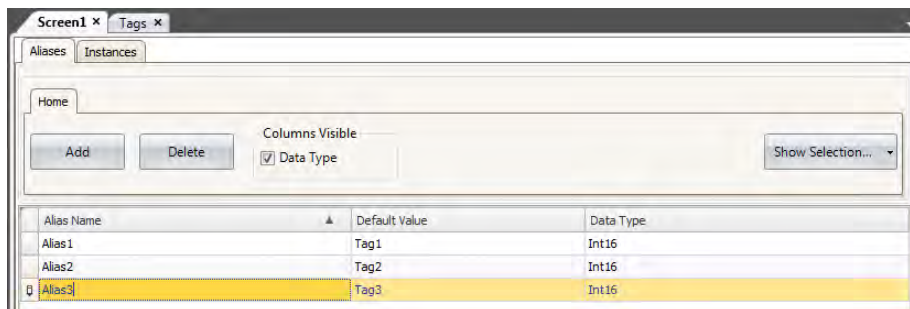 Screen1 × Tags ×
Aliases Instances
Home
Add Delete Columns Visible Data Type Show Selection...
Alias Name Default Value Data Type
Alias1 Tag1 Int16
Alias2 Tag2 Int16
Alias3 Tag3 Int16